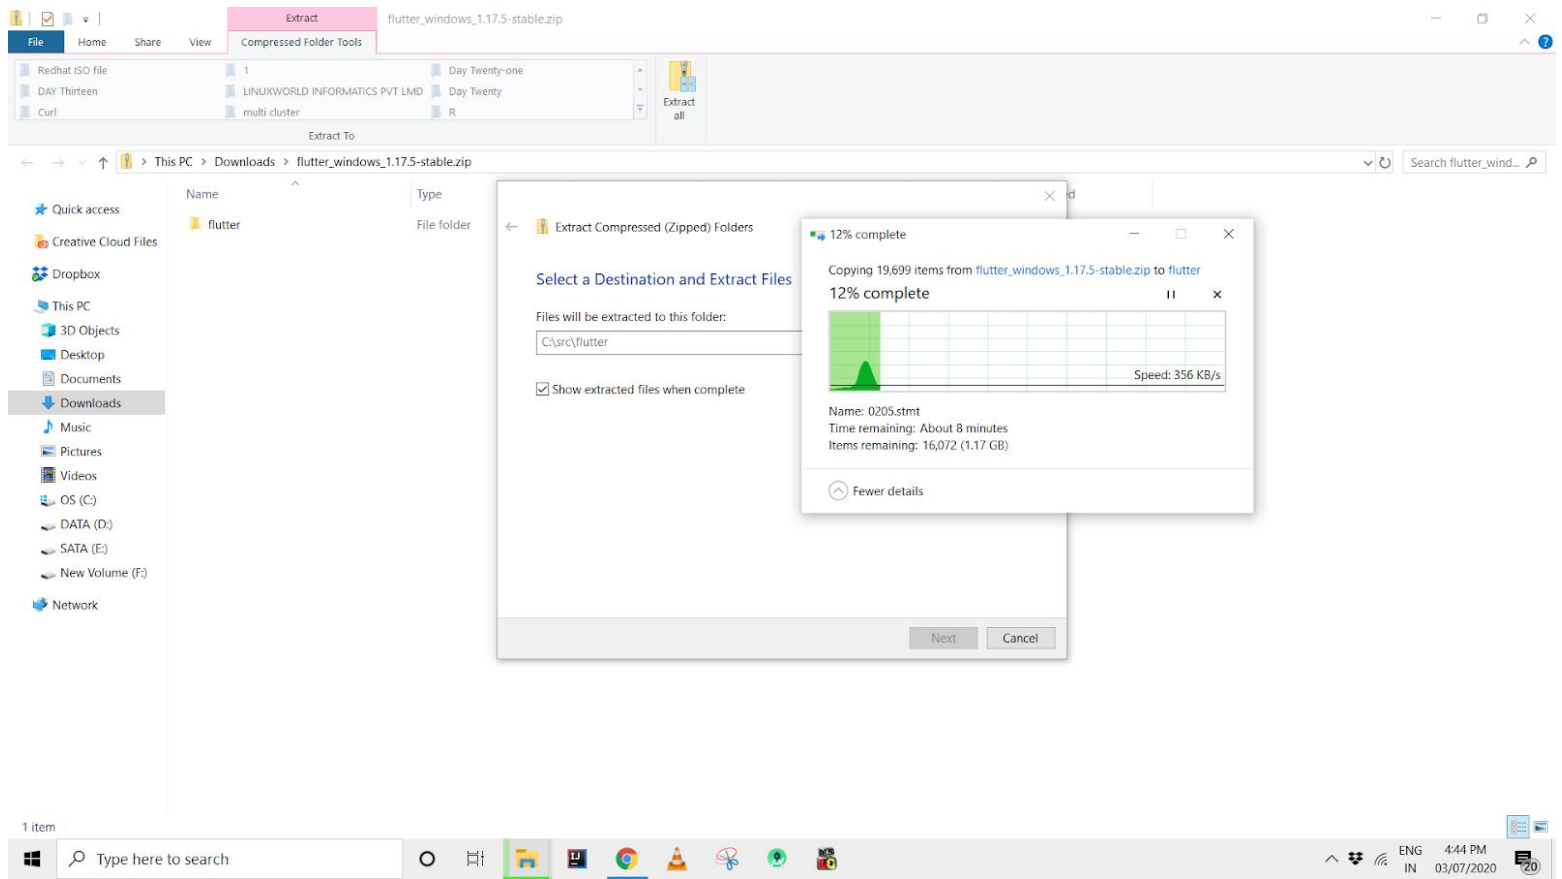 Extract
flutter_windows_1.17.5-stable.zip
File
Home
Share
View
Compressed Folder Tools
Redhat ISO file
1
Day Twenty-one
DAY Thirteen
LINUXWORLD INFORMATICS PVT LMD
Day Twenty
Curl
multi cluster
R
Extract all
Extract To
This PC > Downloads > flutter_windows_1.17.5-stable.zip
Search flutter_wind...
Quick access
Creative Cloud Files
Dropbox
This PC
3D Objects
Desktop
Documents
Downloads
Music
Pictures
Videos
OS (C:)
DATA (D:)
SATA (E:)
New Volume (F:)
Network
Name
Type
flutter
File folder
Extract Compressed (Zipped) Folders
Select a Destination and Extract Files
Files will be extracted to this folder:
C:\src\flutter
Show extracted files when complete
Next
Cancel
12% complete
Copying 19,699 items from flutter_windows_1.17.5-stable.zip to flutter
12% complete
Speed: 356 KB/s
Name: 0205.stmt
Time remaining: About 8 minutes
Items remaining: 16,072 (1.17 GB)
Fewer details
1 item
Type here to search
ENG
IN
4:44 PM
03/07/2020
20